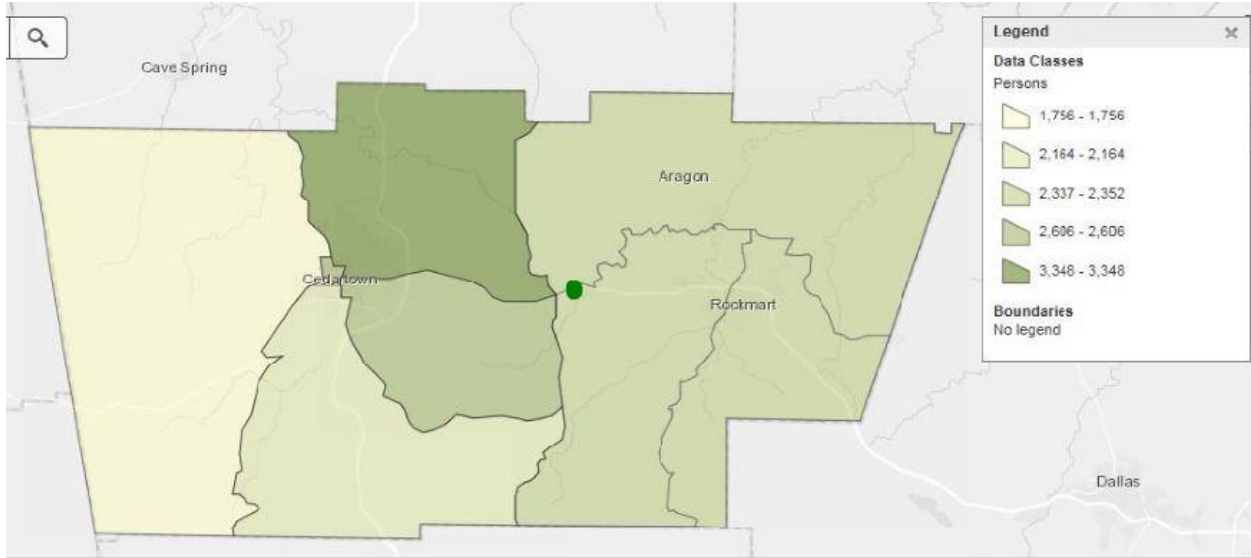 Cave Spring
Aragon
Cedartown
Rockmart
Dallas
Legend
Data Classes
Persons
1,756 - 1,756
2,164 - 2,164
2,337 - 2,352
2,606 - 2,606
3,348 - 3,348
Boundaries
No legend